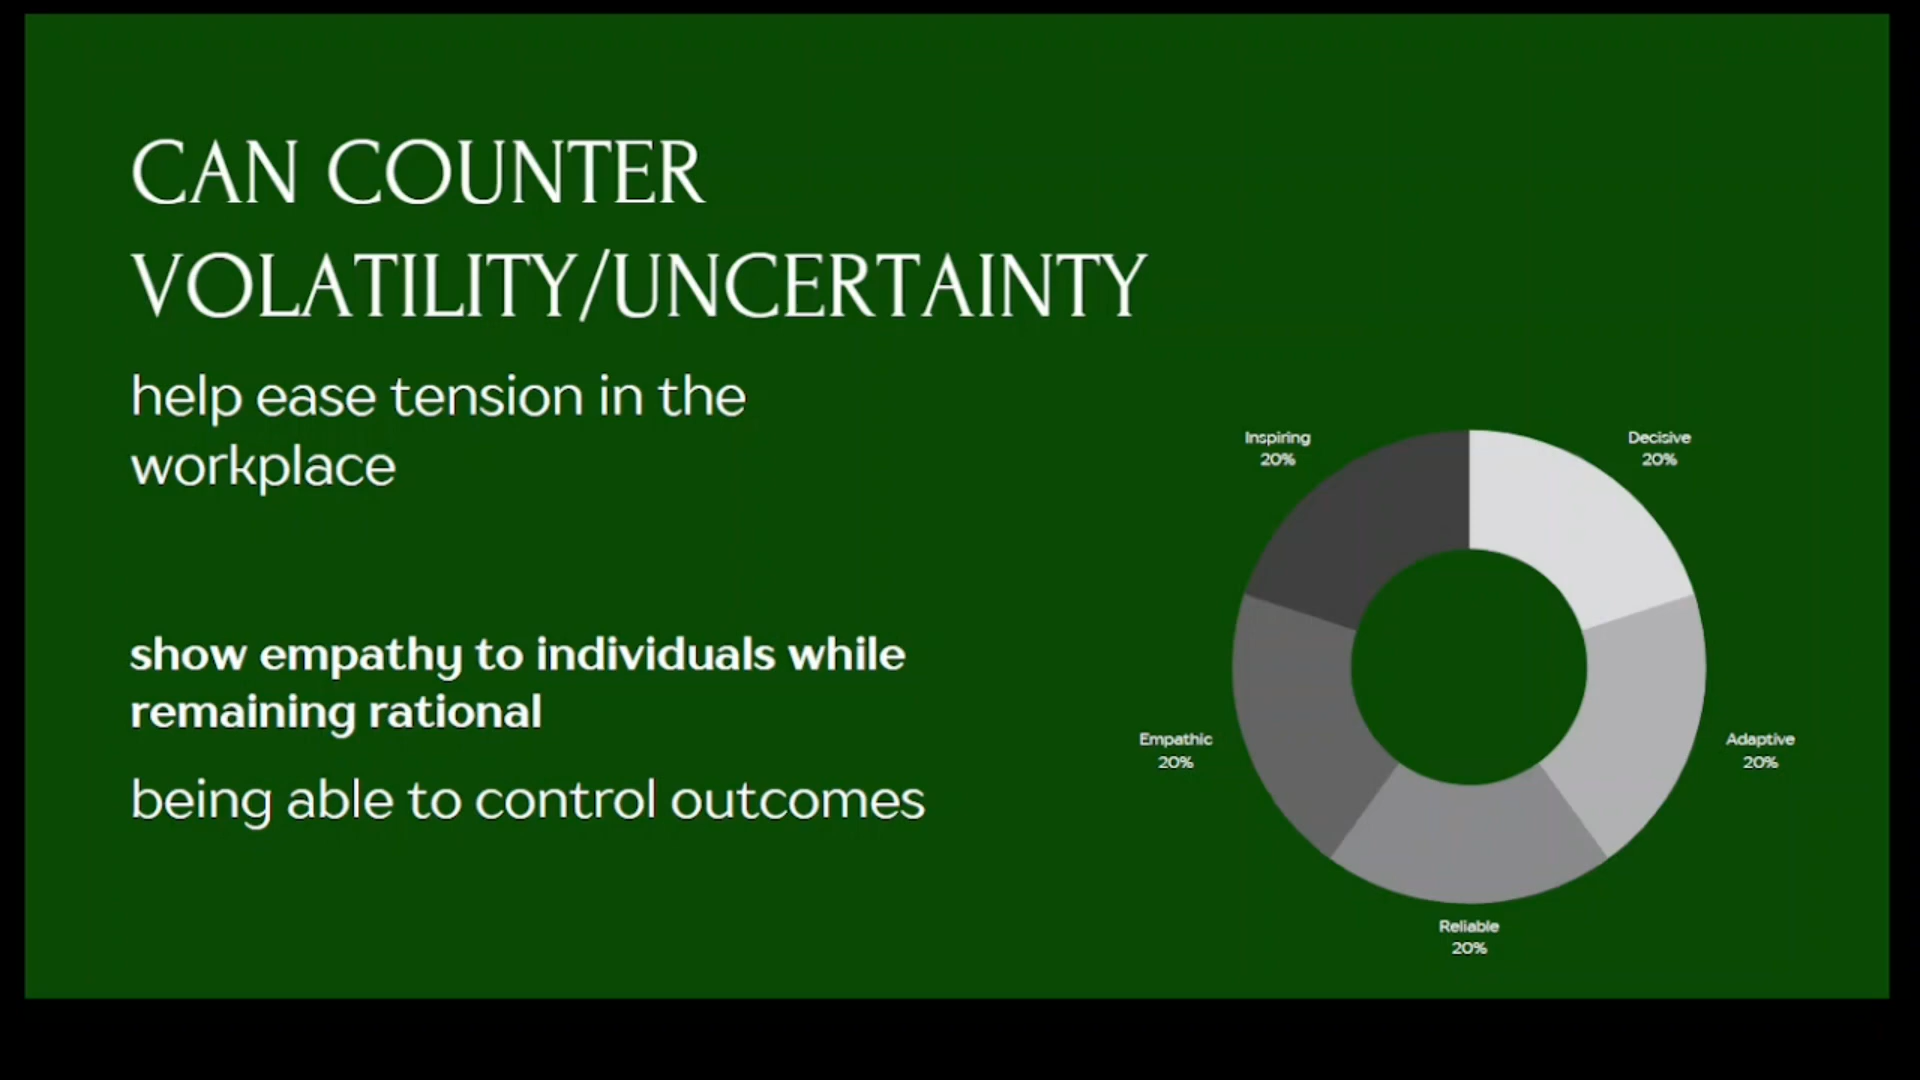 CAN COUNTER
VOLATILITY/UNCERTAINTY
help ease tension in the
workplace
show empathy to individuals while
remaining rational
being able to control outcomes
Inspiring
20%
Decisive
20%
Empathic
20%
Adaptive
20%
Reliable
20%